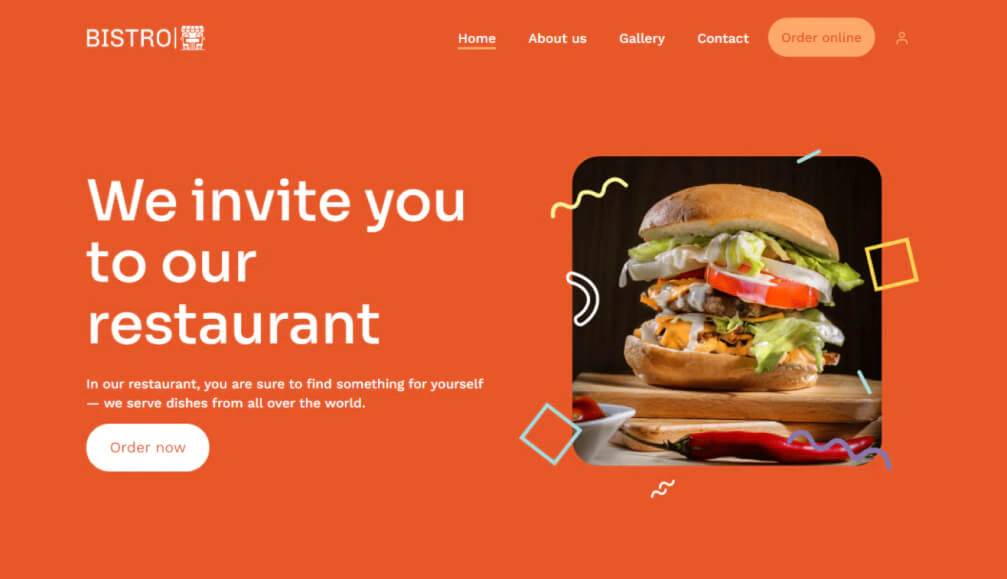 BISTRO
Home About us Gallery Contact Order online
We invite you
to our
restaurant
In our restaurant, you are sure to find something for yourself
— we serve dishes from all over the world.
Order now